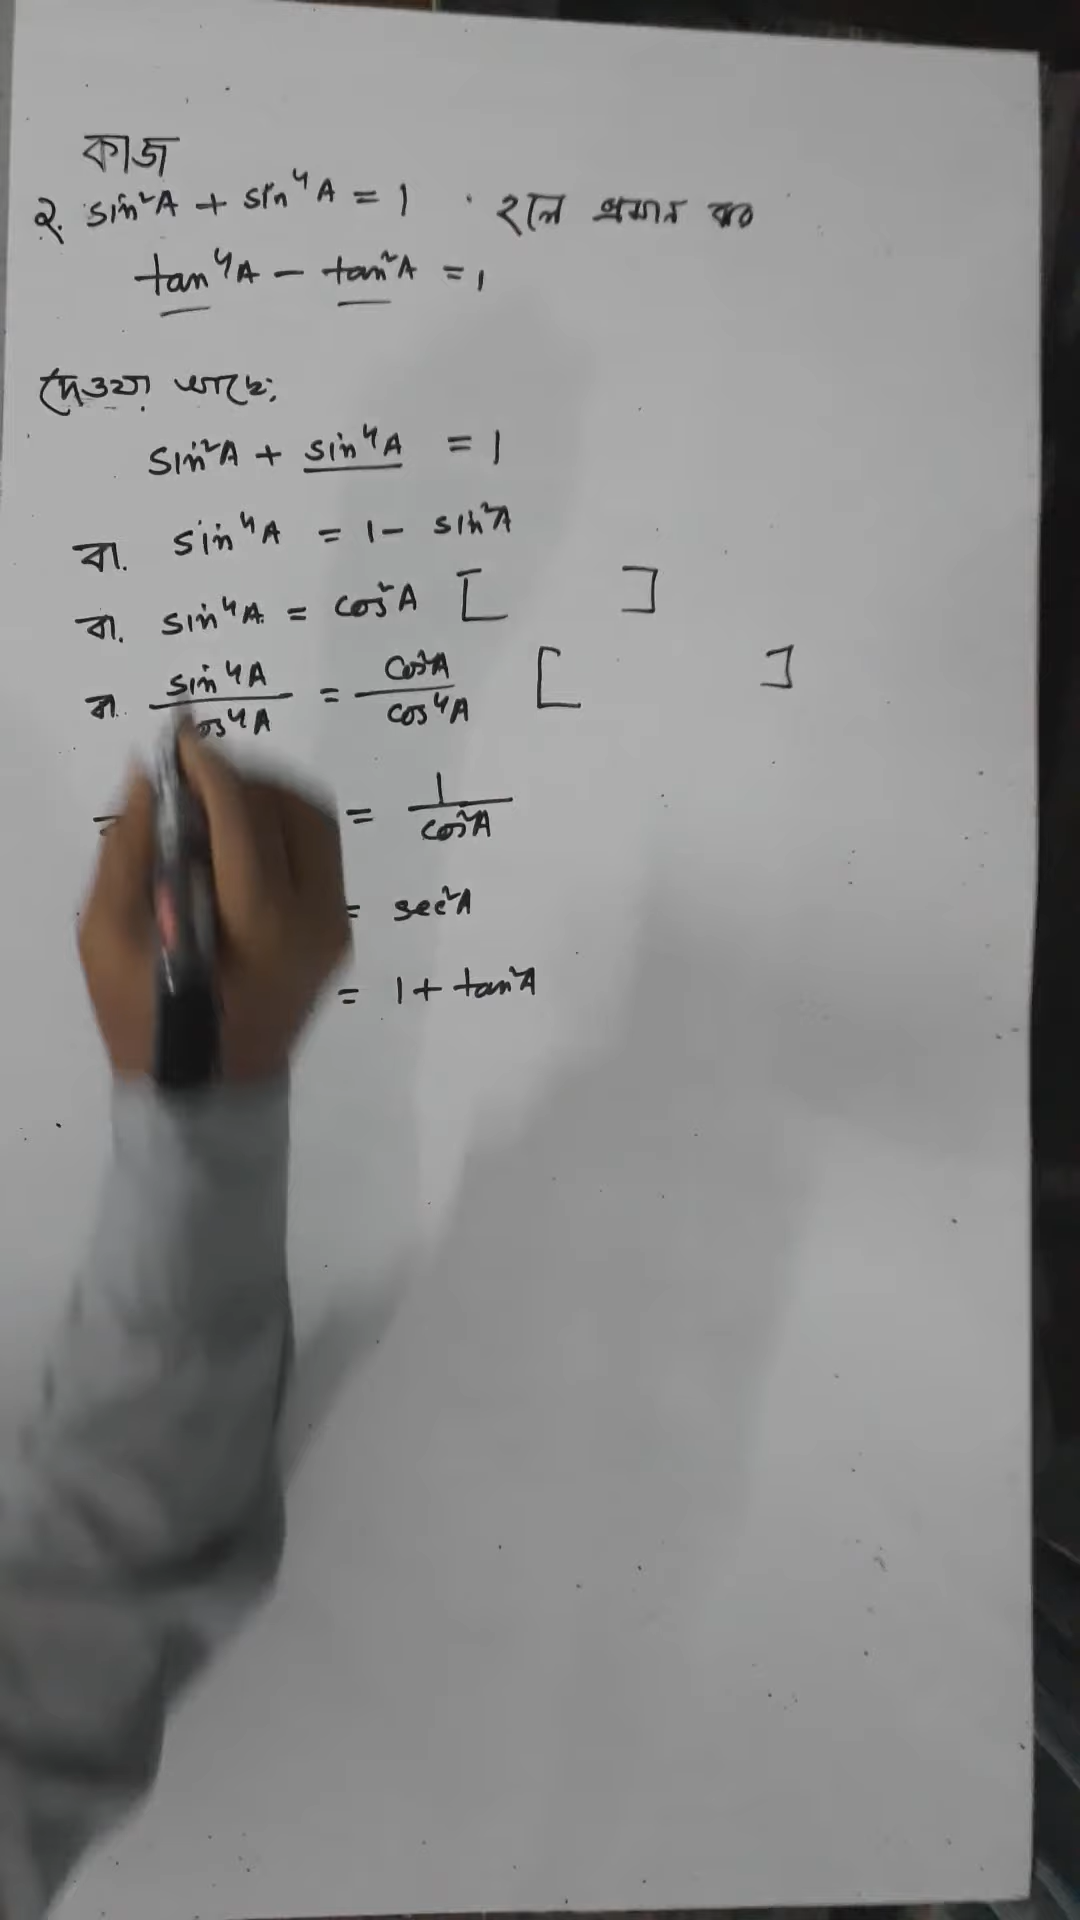 কাজ
২. sin²A + sin⁴A = 1 হলে প্রমান কর
tan⁴A − tan²A = 1
দেওয়া আছে,
sin²A + sin⁴A = 1
বা. sin⁴A = 1 − sin²A
বা. sin⁴A = cos²A [ ]
বা. sin⁴A/cos⁴A = cos²A/cos⁴A [ ]
= 1/cos²A
= sec²A
= 1 + tan²A